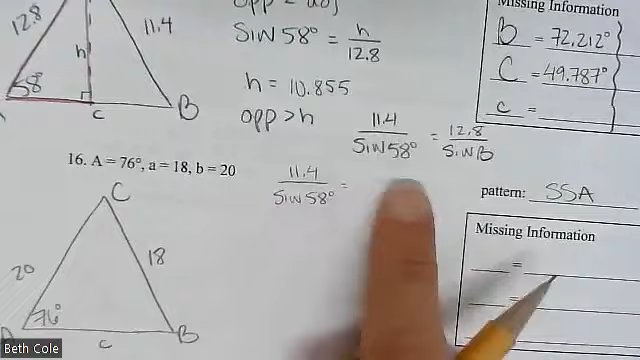 Missing Information
12.8
11.4
h
58°
B
c
Sin 58° = h/12.8
h = 10.855
opp > h
11.4/Sin 58° = 12.8/Sin B
B = 72.212°
C = 49.787°
c =
16. A = 76°, a = 18, b = 20
11.4/Sin 58° =
pattern: SSA
Missing Information
=
=
C
20
18
76°
B
c
Beth Cole